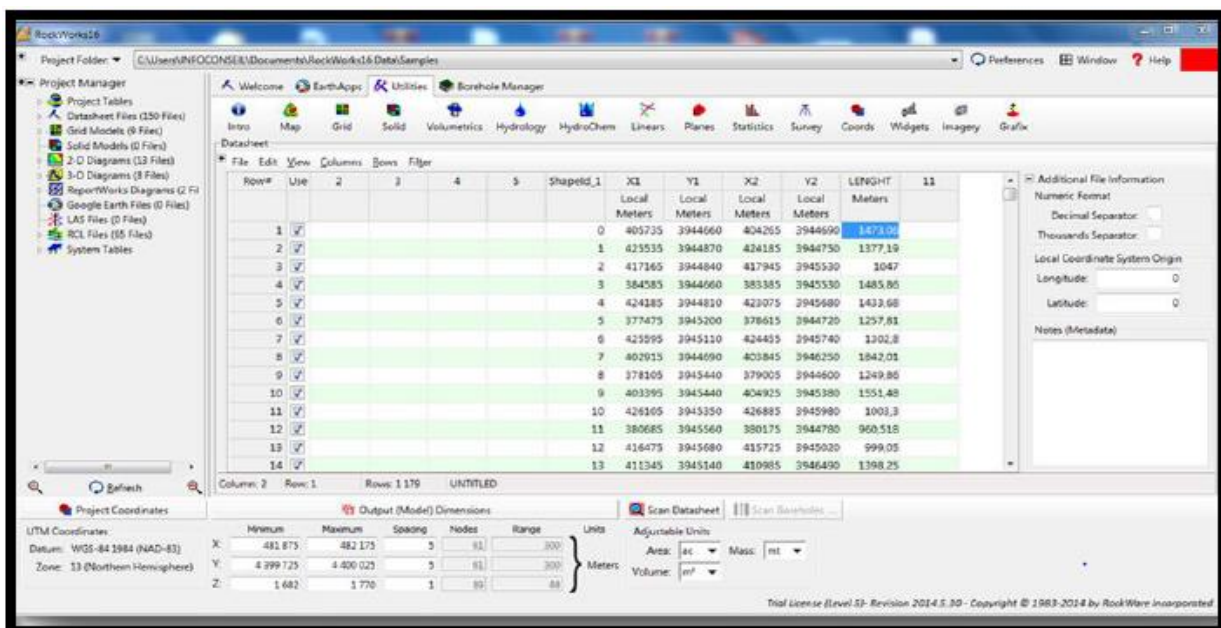 RockWorks16
Project Folder: C:\Users\INFOCONSEIL\Documents\RockWorks16 Data\Samples Preferences Window ? Help
Project Manager
Project Tables
Datasheet Files (150 Files)
Grid Models (9 Files)
Solid Models (0 Files)
2-D Diagrams (13 Files)
3-D Diagrams (8 Files)
ReportWorks Diagrams (2 Fil
Google Earth Files (0 Files)
LAS Files (0 Files)
RCL Files (65 Files)
System Tables
Refresh
Welcome EarthApps Utilities Borehole Manager
Intro Map Grid Solid Volumetrics Hydrology HydroChem Linears Planes Statistics Survey Coords Widgets Imagery Grafix
Datasheet
File Edit View Columns Rows Filter
Row# Use 2 3 4 5 ShapeId_1 X1 Y1 X2 Y2 LENGHT 11
Local Local Local Local Meters
Meters Meters Meters Meters
1 0 405735 3944660 404265 3944690 1473,06
2 1 425535 3944870 424185 3944750 1377,19
3 2 417165 3944840 417945 3945530 1047
4 3 384585 3944660 383385 3945530 1485,86
5 4 424185 3944810 423075 3945680 1433,68
6 5 377475 3945200 378615 3944720 1257,81
7 6 425595 3945110 424455 3945740 1302,8
8 7 402915 3944690 403845 3946250 1842,01
9 8 378105 3945440 379005 3944600 1249,86
10 9 403395 3945440 404925 3945380 1551,48
11 10 426105 3945350 426885 3945980 1003,3
12 11 380685 3945560 380175 3944780 960,518
13 12 416475 3945680 415725 3945020 999,05
14 13 411345 3945140 410985 3946490 1398,25
Column: 2 Row: 1 Rows: 1 179 UNTITLED
Additional File Information
Numeric Format
Decimal Separator:
Thousands Separator:
Local Coordinate System Origin
Longitude: 0
Latitude: 0
Notes (Metadata)
Project Coordinates
UTM Coordinates
Datum: WGS-84 1984 (NAD-83)
Zone: 13 (Northern Hemisphere)
Output (Model) Dimensions
Minimum Maximum Spacing Nodes Range Units
X: 481 875 482 175 5 61 300
Y: 4 399 725 4 400 025 5 61 300 Meters
Z: 1 682 1 770 1 89 88
Scan Datasheet Scan Boreholes ...
Adjustable Units
Area: ac Mass: mt
Volume: m³
Trial License (Level 5)- Revision 2014.5.30 - Copyright © 1983-2014 by RockWare Incorporated